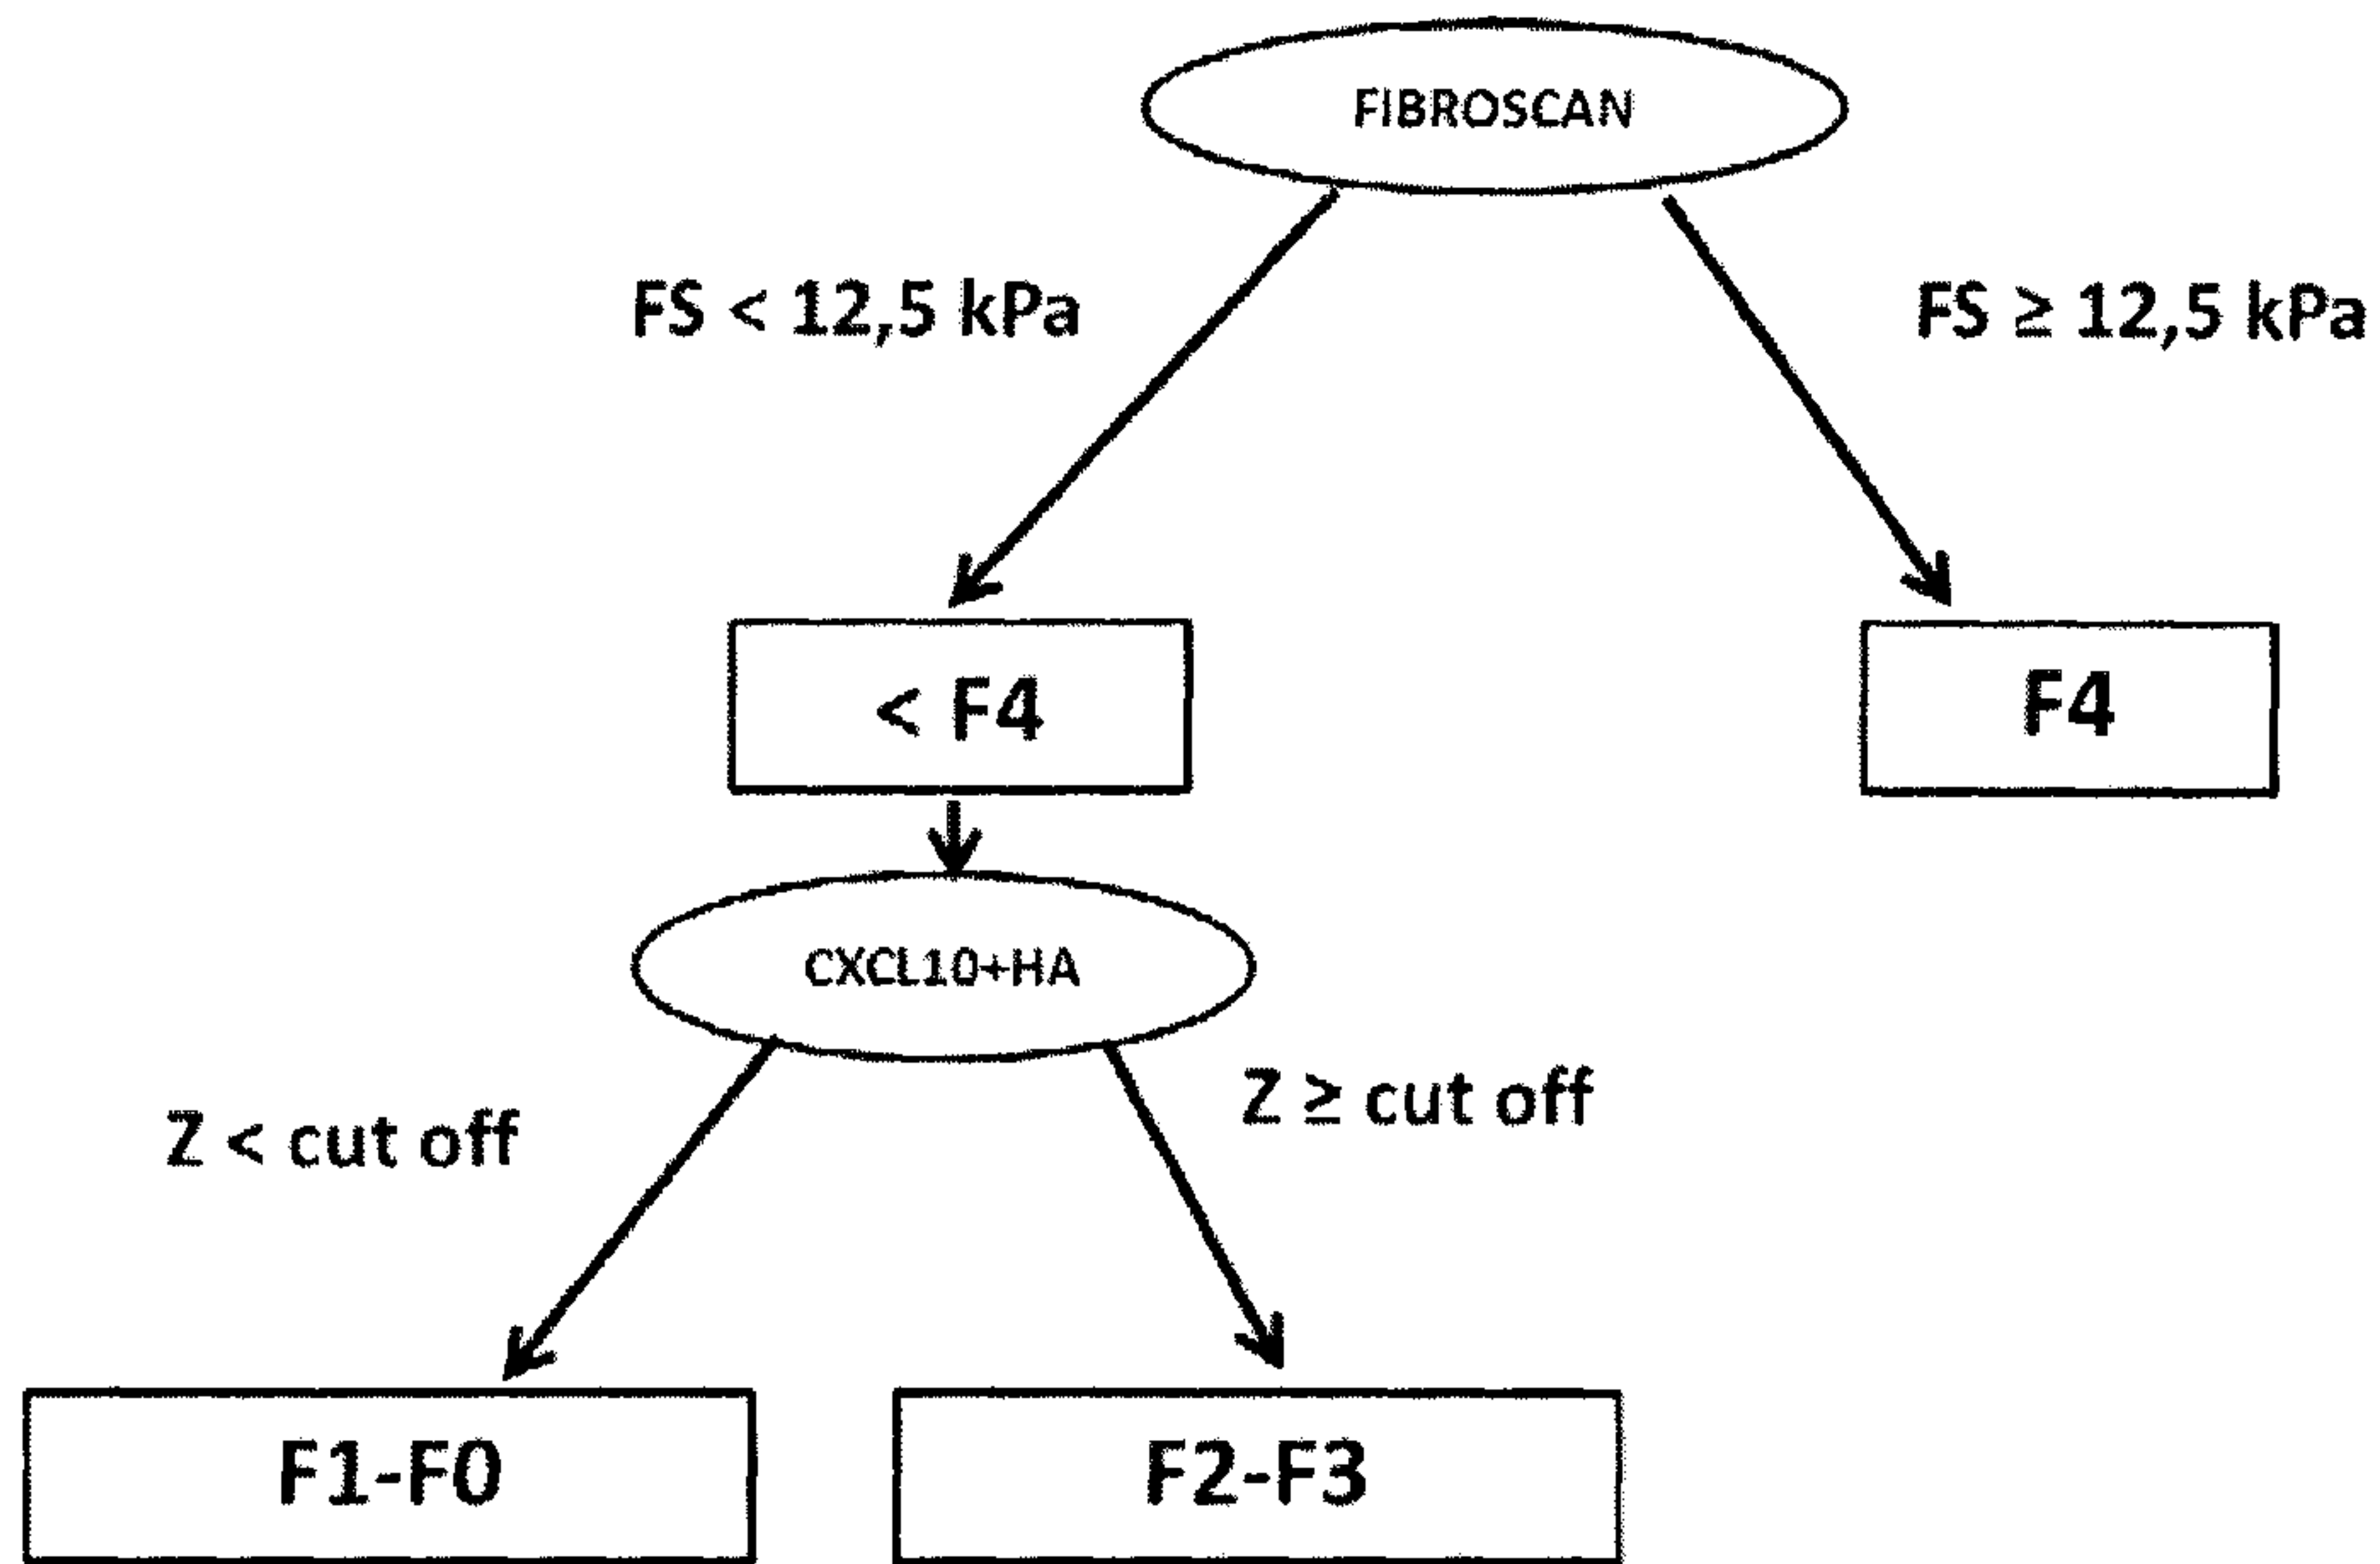 FIBROSCAN
FS < 12,5 kPa
FS ≥ 12,5 kPa
< F4
F4
CXCL10+HA
Z < cut off
Z ≥ cut off
F1-F0
F2-F3